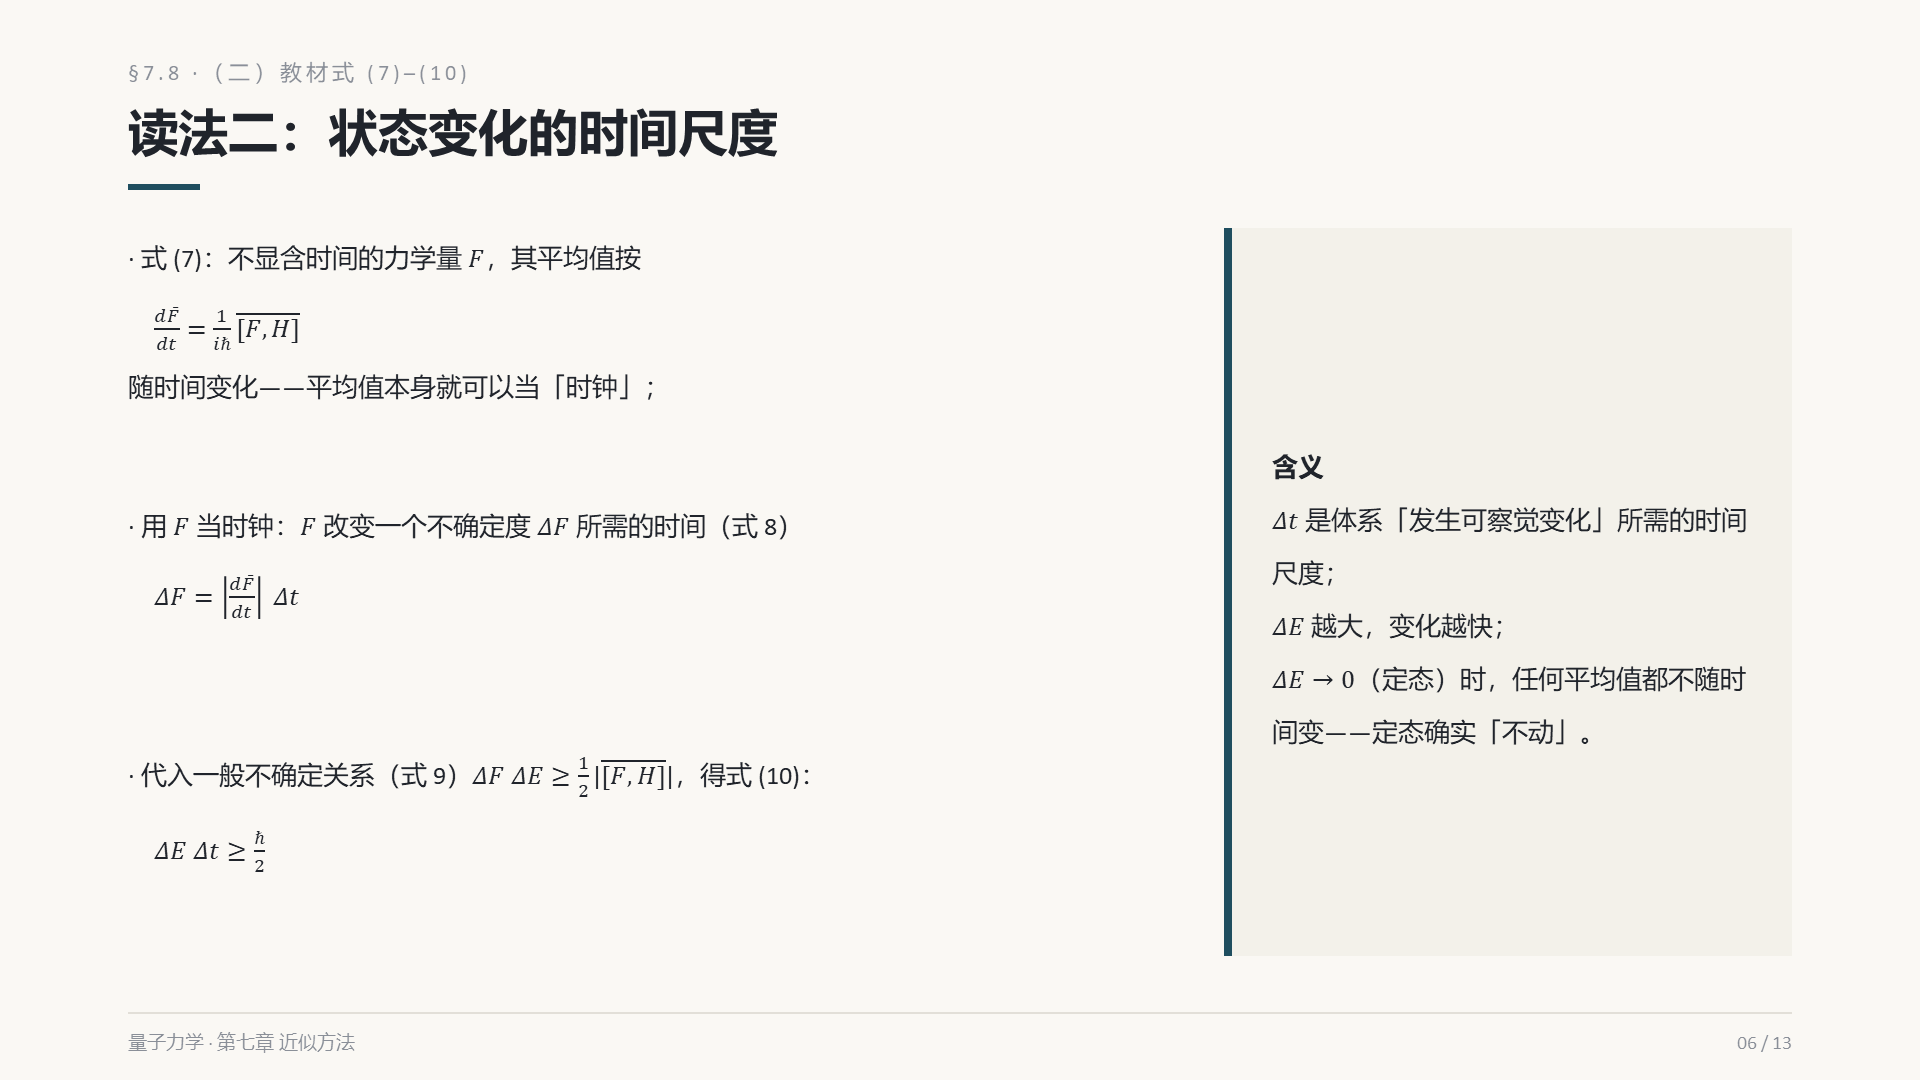 §7.8 ·（二）教材式 (7)–(10)
读法二：状态变化的时间尺度
· 式 (7)：不显含时间的力学量 F，其平均值按
dF̄/dt = 1/(iħ) \overline{[F, H]}
随时间变化——平均值本身就可以当「时钟」；
· 用 F 当时钟：F 改变一个不确定度 ΔF 所需的时间（式 8）
ΔF = |dF̄/dt| Δt
· 代入一般不确定关系（式 9）ΔF ΔE ≥ 1/2 |\overline{[F, H]}|，得式 (10)：
ΔE Δt ≥ ħ/2
含义
Δt 是体系「发生可察觉变化」所需的时间
尺度；
ΔE 越大，变化越快；
ΔE → 0（定态）时，任何平均值都不随时
间变——定态确实「不动」。
量子力学 · 第七章 近似方法
06 / 13